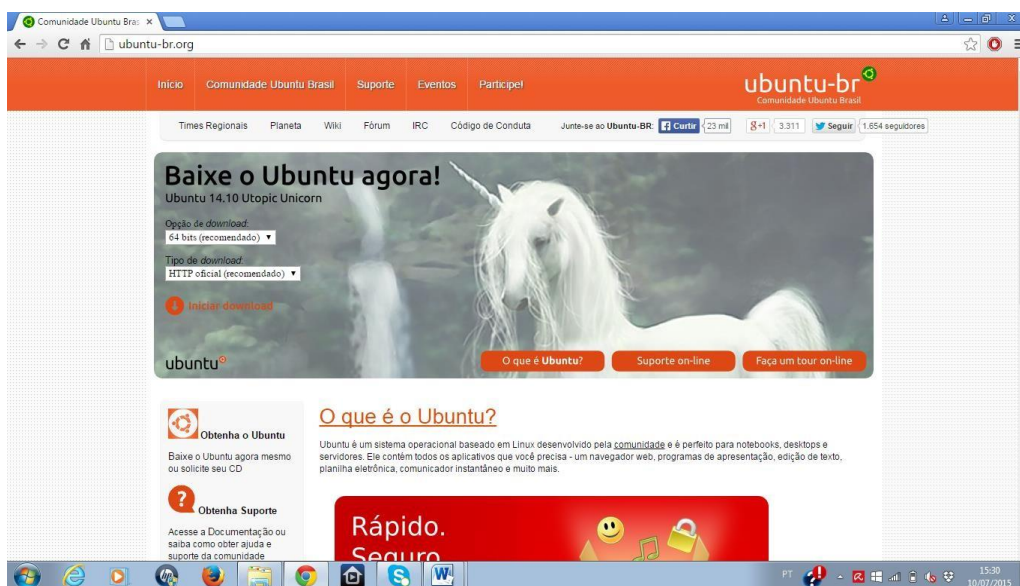 Comunidade Ubuntu Bra
ubuntu-br.org
Início Comunidade Ubuntu Brasil Suporte Eventos Participe!
ubuntu-br
Comunidade Ubuntu Brasil
Times Regionais Planeta Wiki Fórum IRC Código de Conduta Junte-se ao Ubuntu-BR: Curtir 23 mil g+1 3.311 Seguir 1.654 seguidores
Baixe o Ubuntu agora!
Ubuntu 14.10 Utopic Unicorn
Opção de download:
64 bits (recomendado)
Tipo de download:
HTTP oficial (recomendado)
Iniciar download
ubuntu
O que é Ubuntu? Suporte on-line Faça um tour on-line
Obtenha o Ubuntu
Baixe o Ubuntu agora mesmo
ou solicite seu CD
Obtenha Suporte
Acesse a Documentação ou
saiba como obter ajuda e
suporte da comunidade
O que é o Ubuntu?
Ubuntu é um sistema operacional baseado em Linux desenvolvido pela comunidade e é perfeito para notebooks, desktops e
servidores. Ele contém todos os aplicativos que você precisa - um navegador web, programas de apresentação, edição de texto,
planilha eletrônica, comunicador instantâneo e muito mais.
Rápido.
Seguro
PT
15:30
10/07/2015